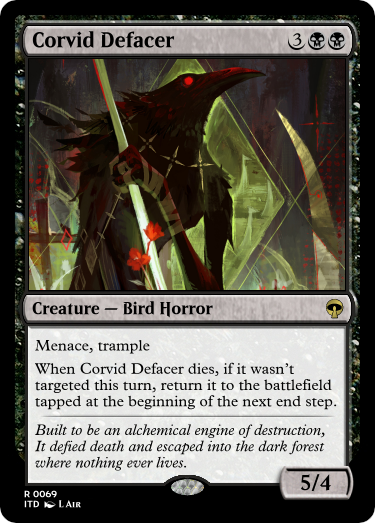 Corvid Defacer 3
Creature — Bird Horror
Menace, trample
When Corvid Defacer dies, if it wasn't
targeted this turn, return it to the battlefield
tapped at the beginning of the next end step.
Built to be an alchemical engine of destruction,
It defied death and escaped into the dark forest
where nothing ever lives.
5/4
R 0069
ITD L AIR